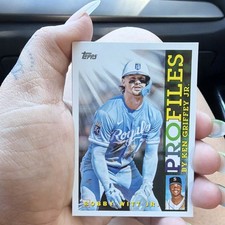 Topps
Royals
PROFILES
BY KEN GRIFFEY JR.
BOBBY WITT JR.